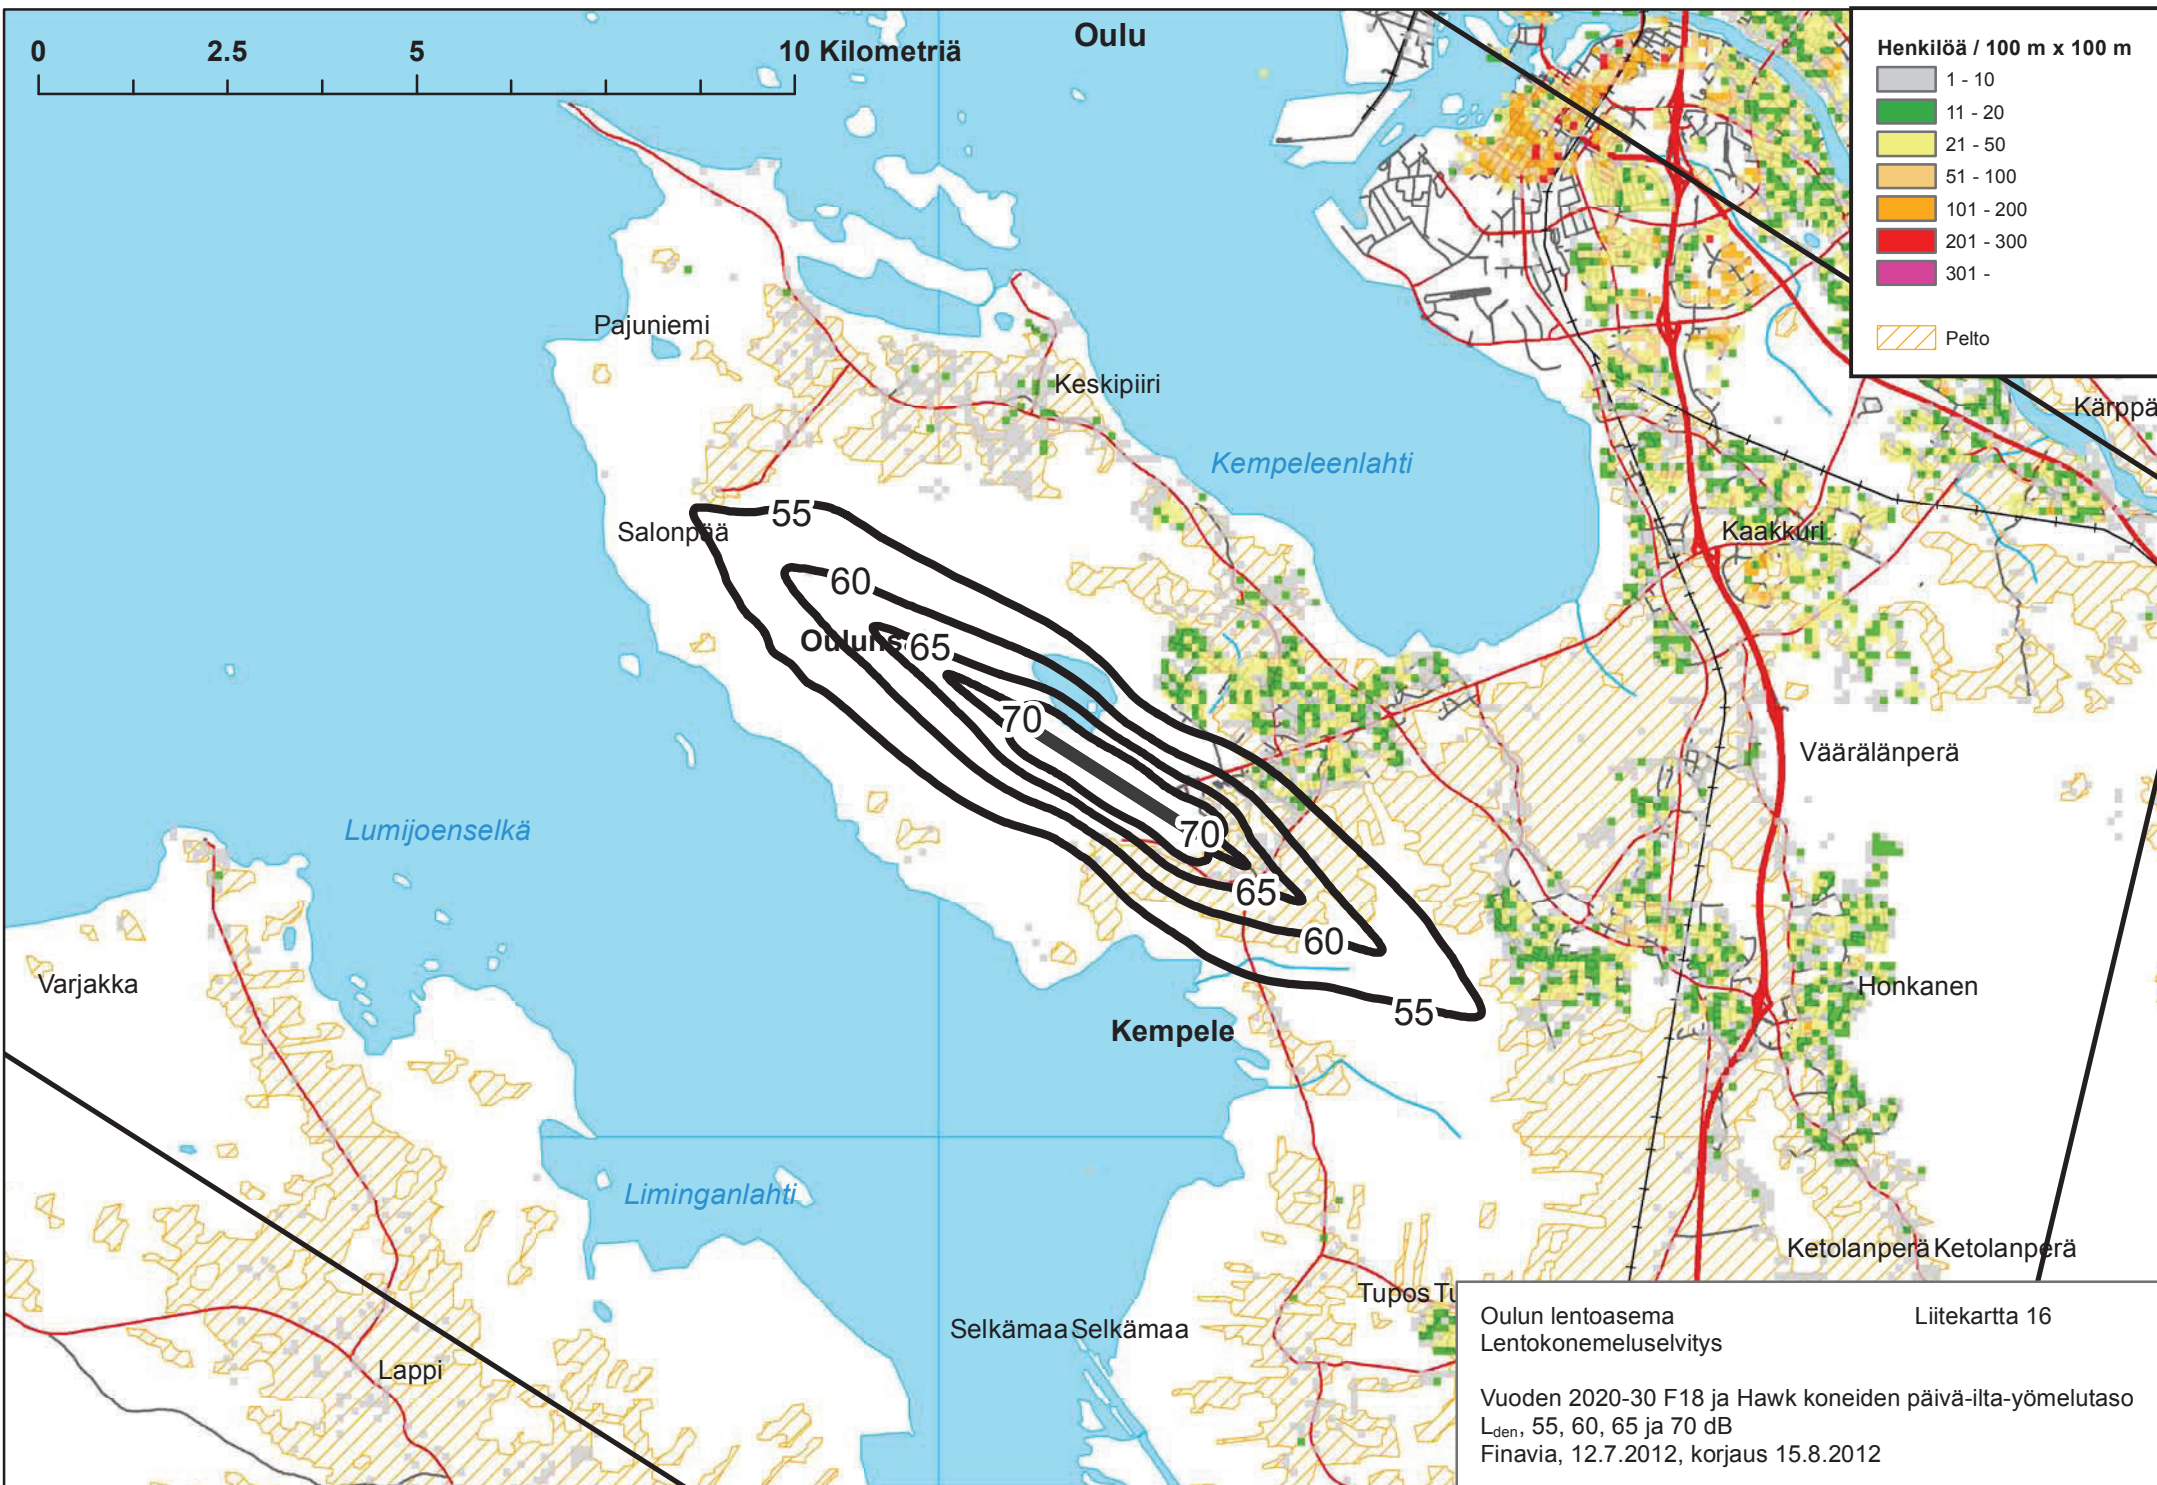 0 2.5 5 10 Kilometriä
Oulu
Henkilöä / 100 m x 100 m
1 - 10
11 - 20
21 - 50
51 - 100
101 - 200
201 - 300
301 -
Pelto
Pajuniemi
Keskipiiri
Kärppä
Kempeleenlahti
Salonpää
55
Kaakkuri
60
Ouluns
65
70
Väärälänperä
Lumijoenselkä
70
65
60
Varjakka
Honkanen
55
Kempele
Liminganlahti
Ketolanperä Ketolanperä
Tupos Tu
Selkämaa Selkämaa
Lappi
Oulun lentoasema Liitekartta 16
Lentokonemeluselvitys
Vuoden 2020-30 F18 ja Hawk koneiden päivä-ilta-yömelutaso
Lden, 55, 60, 65 ja 70 dB
Finavia, 12.7.2012, korjaus 15.8.2012